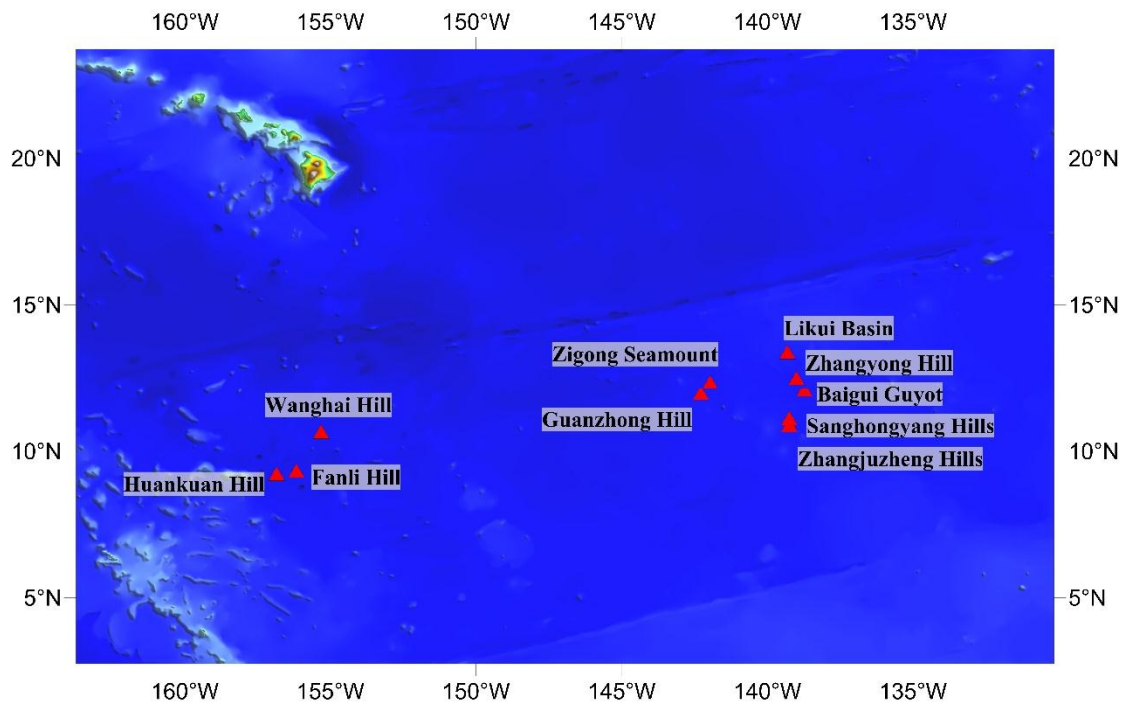 160°W 155°W 150°W 145°W 140°W 135°W
20°N 20°N
15°N 15°N
Likui Basin
Zigong Seamount
Zhangyong Hill
Baigui Guyot
Wanghai Hill
Guanzhong Hill
Sanghongyang Hills
10°N 10°N
Zhangjuzheng Hills
Huankuan Hill
Fanli Hill
5°N 5°N
160°W 155°W 150°W 145°W 140°W 135°W